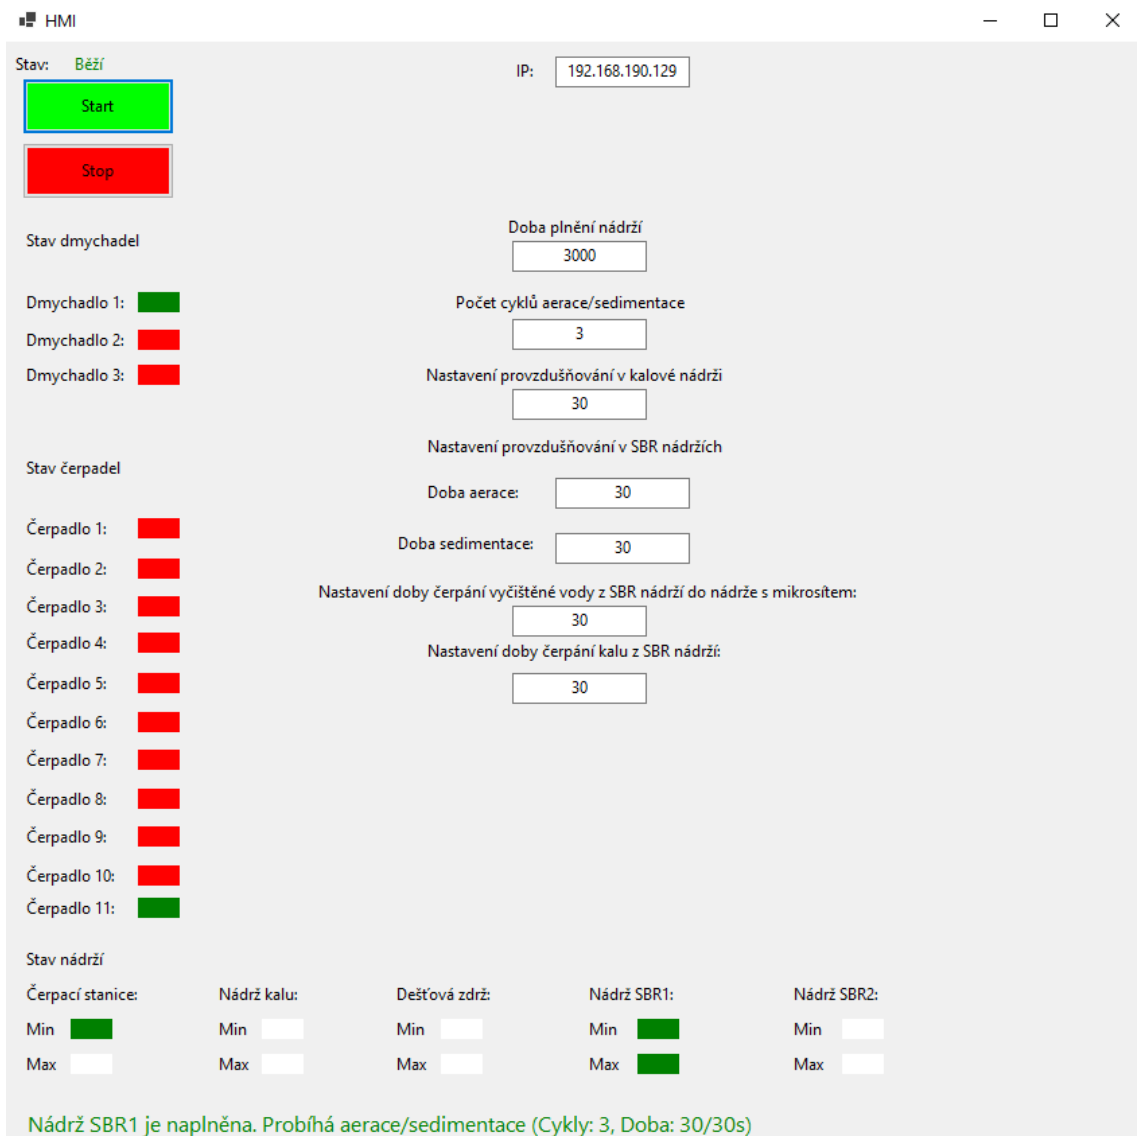 HMI
Stav: Běží
IP: 192.168.190.129
Start
Stop
Doba plnění nádrží
3000
Stav dmychadel
Počet cyklů aerace/sedimentace
3
Dmychadlo 1:
Dmychadlo 2:
Dmychadlo 3:
Nastavení provzdušňování v kalové nádrži
30
Nastavení provzdušňování v SBR nádržích
Doba aerace: 30
Doba sedimentace: 30
Nastavení doby čerpání vyčištěné vody z SBR nádrží do nádrže s mikrosítem:
30
Nastavení doby čerpání kalu z SBR nádrží:
30
Stav čerpadel
Čerpadlo 1:
Čerpadlo 2:
Čerpadlo 3:
Čerpadlo 4:
Čerpadlo 5:
Čerpadlo 6:
Čerpadlo 7:
Čerpadlo 8:
Čerpadlo 9:
Čerpadlo 10:
Čerpadlo 11:
Stav nádrží
Čerpací stanice: Nádrž kalu: Dešťová zdrž: Nádrž SBR1: Nádrž SBR2:
Min Min Min Min Min
Max Max Max Max Max
Nádrž SBR1 je naplněna. Probíhá aerace/sedimentace (Cykly: 3, Doba: 30/30s)